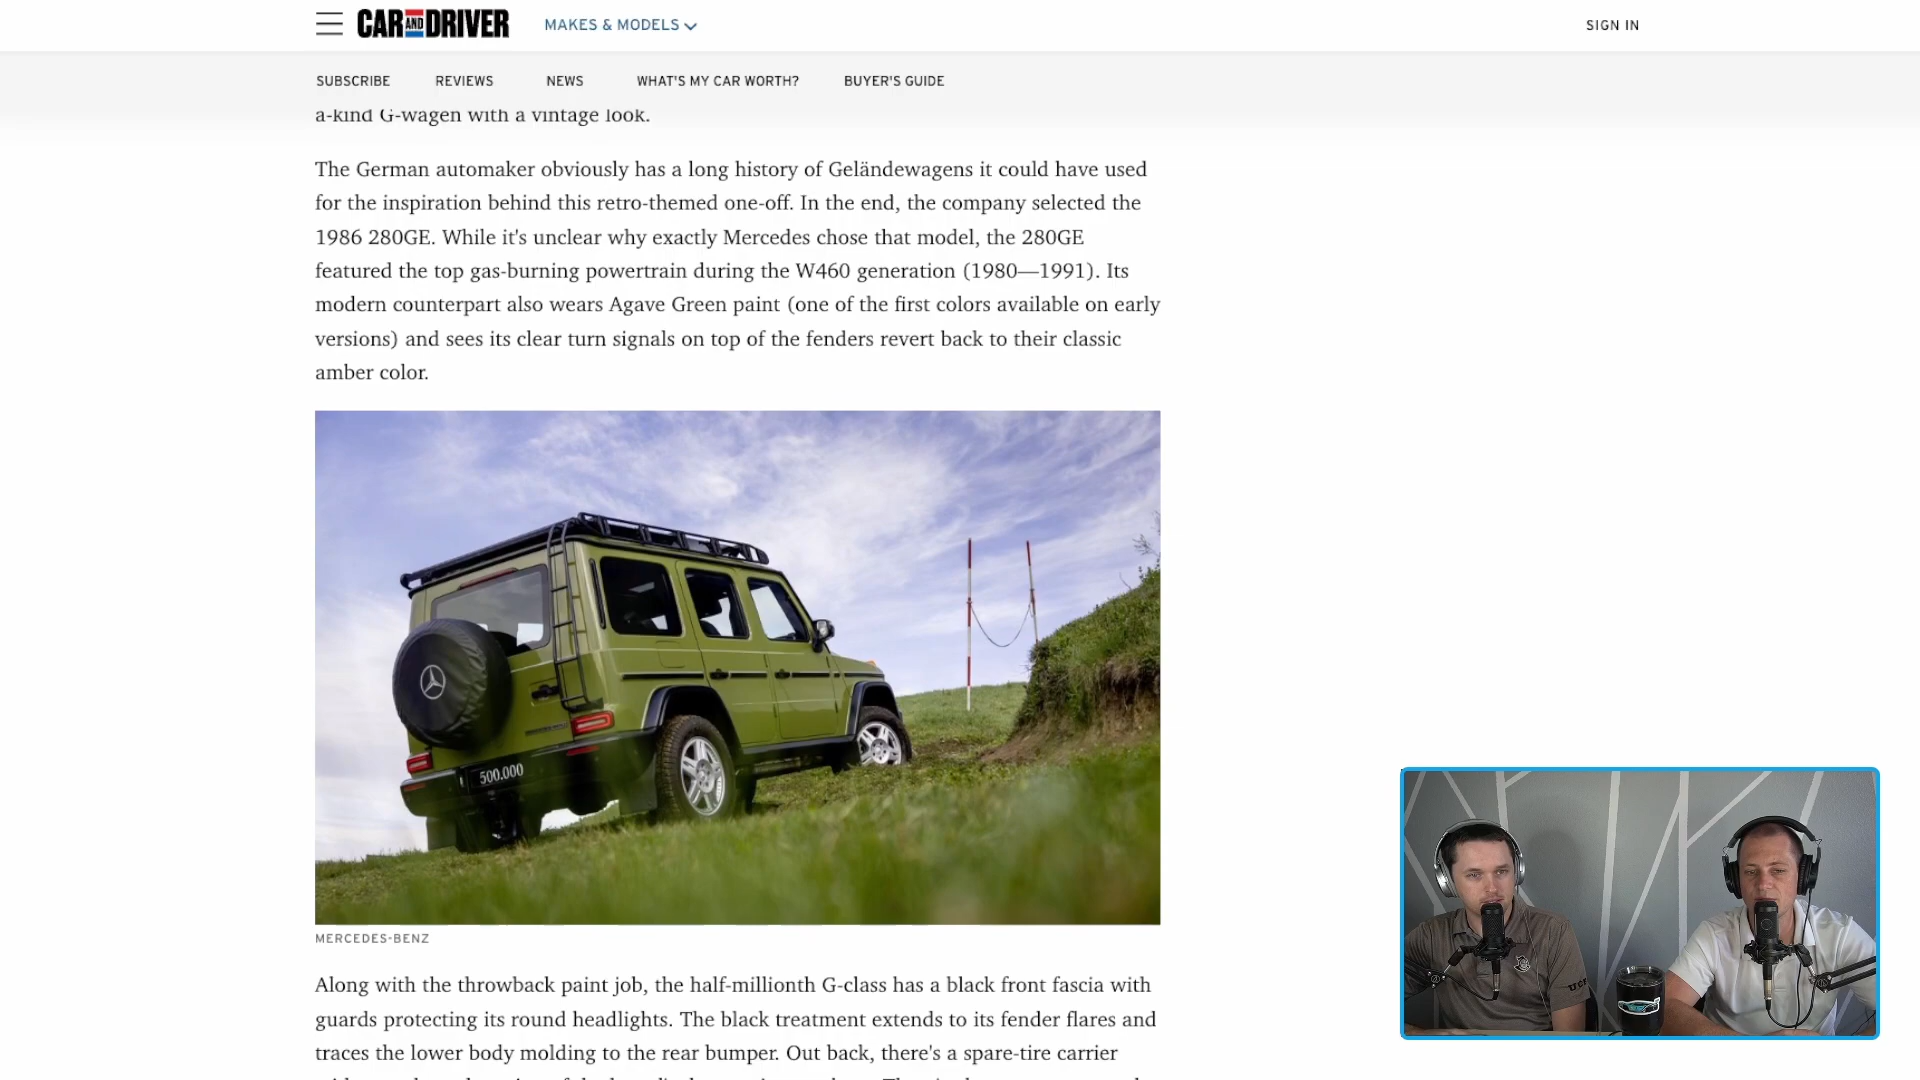 CAR AND DRIVER
MAKES & MODELS
SIGN IN
SUBSCRIBE
REVIEWS
NEWS
WHAT'S MY CAR WORTH?
BUYER'S GUIDE
a-kind G-wagen with a vintage look.
The German automaker obviously has a long history of Geländewagens it could have used
for the inspiration behind this retro-themed one-off. In the end, the company selected the
1986 280GE. While it's unclear why exactly Mercedes chose that model, the 280GE
featured the top gas-burning powertrain during the W460 generation (1980—1991). Its
modern counterpart also wears Agave Green paint (one of the first colors available on early
versions) and sees its clear turn signals on top of the fenders revert back to their classic
amber color.
500.000
MERCEDES-BENZ
Along with the throwback paint job, the half-millionth G-class has a black front fascia with
guards protecting its round headlights. The black treatment extends to its fender flares and
traces the lower body molding to the rear bumper. Out back, there's a spare-tire carrier
UCF